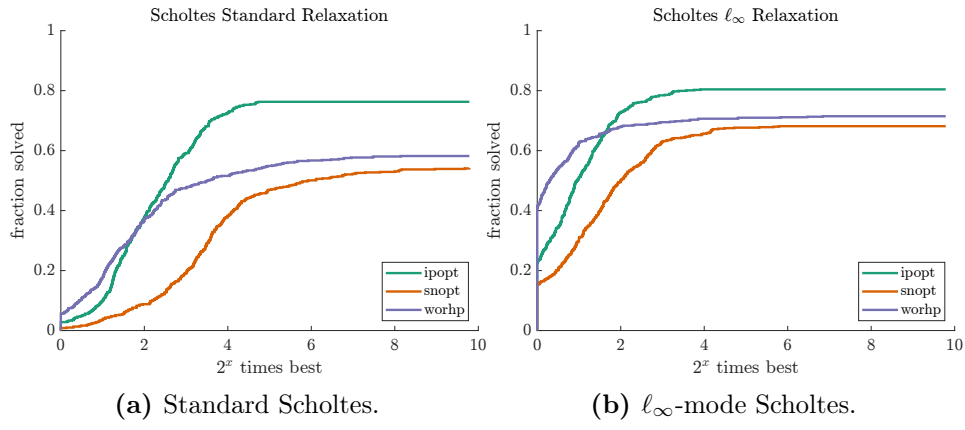 Scholtes Standard Relaxation
1
0.8
0.6
0.4
0.2
0
fraction solved
0 2 4 6 8 10
2^x times best
ipopt
snopt
worhp
(a) Standard Scholtes.
Scholtes ℓ∞ Relaxation
1
0.8
0.6
0.4
0.2
0
fraction solved
0 2 4 6 8 10
2^x times best
ipopt
snopt
worhp
(b) ℓ∞-mode Scholtes.